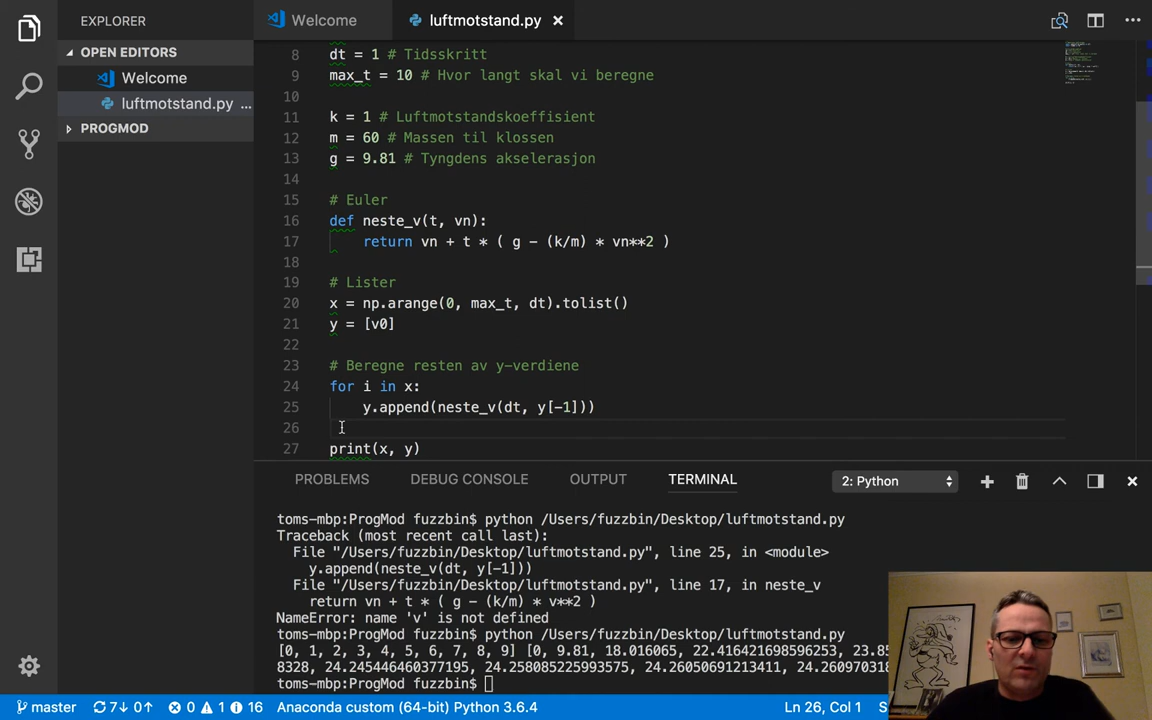 EXPLORER
OPEN EDITORS
Welcome
luftmotstand.py ...
PROGMOD
Welcome
luftmotstand.py
8 dt = 1 # Tidsskritt
9 max_t = 10 # Hvor langt skal vi beregne
10
11 k = 1 # Luftmotstandskoeffisient
12 m = 60 # Massen til klossen
13 g = 9.81 # Tyngdens akselerasjon
14
15 # Euler
16 def neste_v(t, vn):
17 return vn + t * ( g - (k/m) * vn**2 )
18
19 # Lister
20 x = np.arange(0, max_t, dt).tolist()
21 y = [v0]
22
23 # Beregne resten av y-verdiene
24 for i in x:
25 y.append(neste_v(dt, y[-1]))
26
27 print(x, y)
PROBLEMS DEBUG CONSOLE OUTPUT TERMINAL 2: Python
toms-mbp:ProgMod fuzzbin$ python /Users/fuzzbin/Desktop/luftmotstand.py
Traceback (most recent call last):
File "/Users/fuzzbin/Desktop/luftmotstand.py", line 25, in <module>
y.append(neste_v(dt, y[-1]))
File "/Users/fuzzbin/Desktop/luftmotstand.py", line 17, in neste_v
return vn + t * ( g - (k/m) * v**2 )
NameError: name 'v' is not defined
toms-mbp:ProgMod fuzzbin$ python /Users/fuzzbin/Desktop/luftmotstand.py
[0, 1, 2, 3, 4, 5, 6, 7, 8, 9] [0, 9.81, 18.016065, 22.416421698596253, 23.85
8328, 24.245446460377195, 24.258085225993575, 24.26050691213411, 24.260970318
toms-mbp:ProgMod fuzzbin$
master 7↓ 0↑ 0 1 16 Anaconda custom (64-bit) Python 3.6.4 Ln 26, Col 1